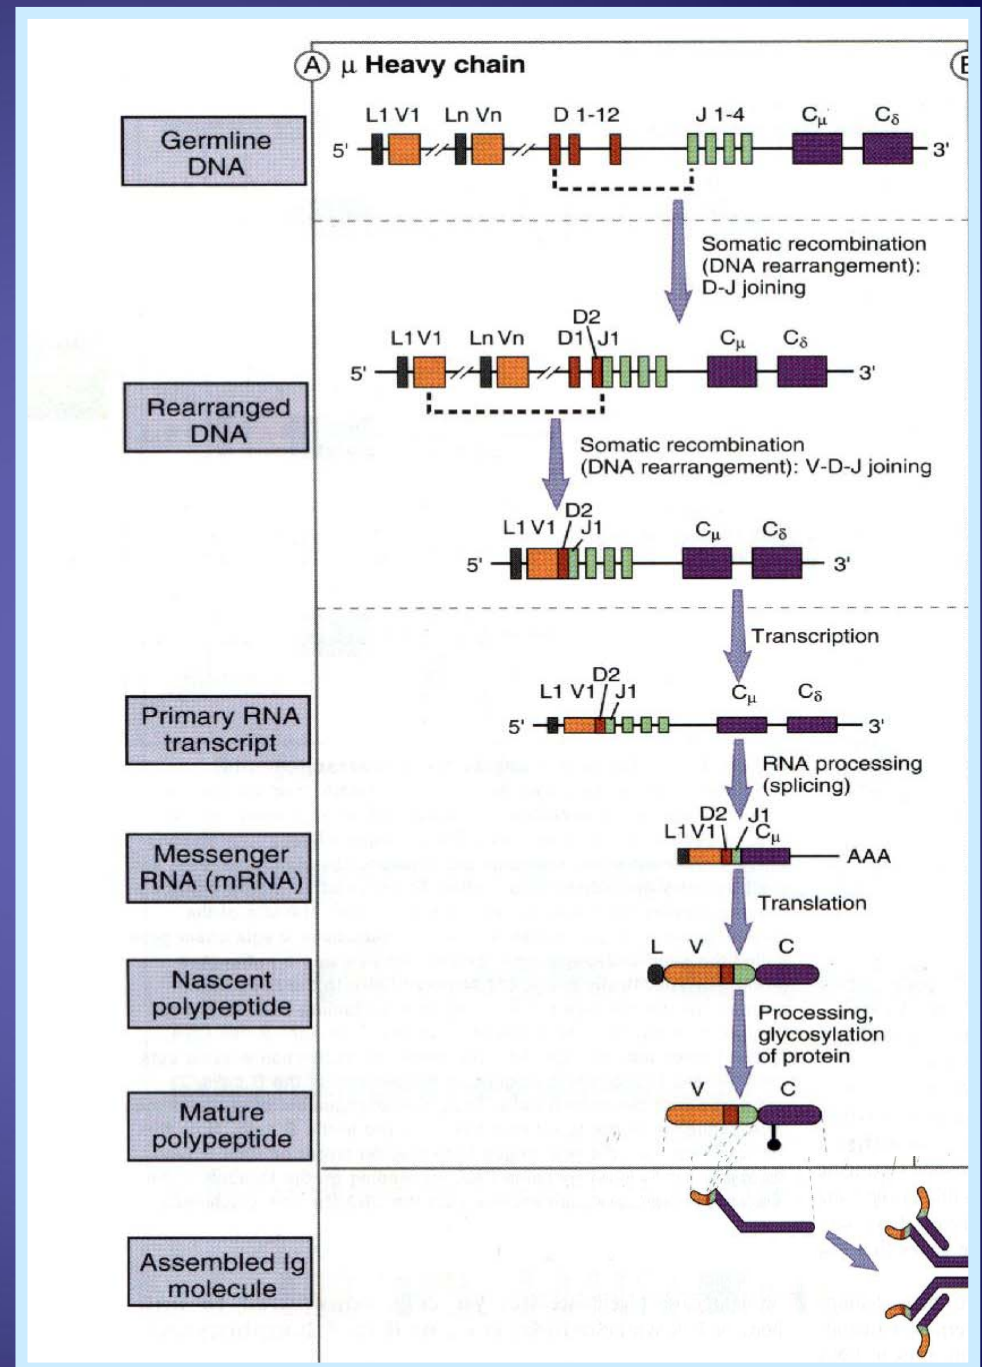 A μ Heavy chain
Germline
DNA
L1 V1 Ln Vn D 1-12 J 1-4 Cμ Cδ
5' 3'
Somatic recombination
(DNA rearrangement):
D-J joining
Rearranged
DNA
D2
L1 V1 Ln Vn D1 J1 Cμ Cδ
5' 3'
Somatic recombination
(DNA rearrangement): V-D-J joining
D2
L1 V1 J1 Cμ Cδ
5' 3'
Transcription
Primary RNA
transcript
D2
L1 V1 J1 Cμ Cδ
5' 3'
RNA processing
(splicing)
Messenger
RNA (mRNA)
D2 J1
L1 V1 Cμ
AAA
Translation
Nascent
polypeptide
L V C
Processing,
glycosylation
of protein
Mature
polypeptide
V C
Assembled Ig
molecule